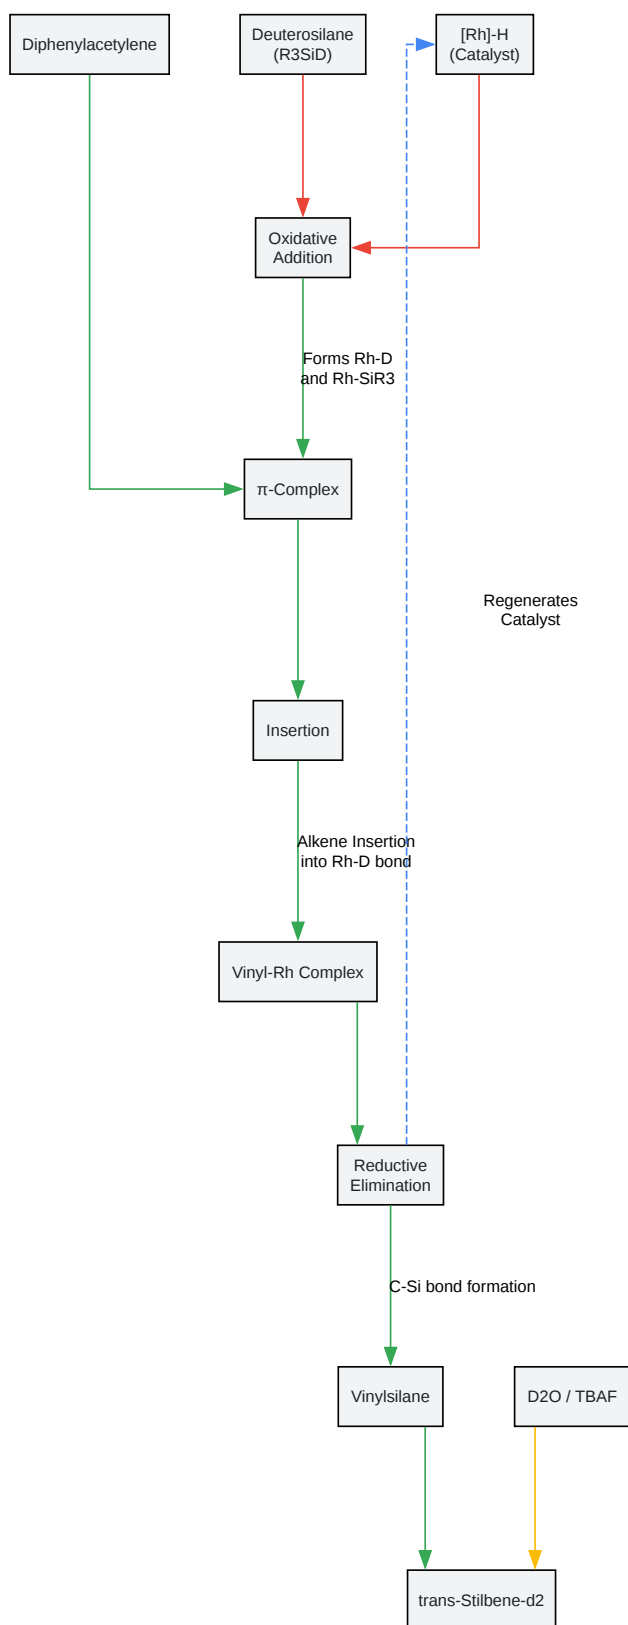 Diphenylacetylene
Deuterosilane
(R3SiD)
[Rh]-H
(Catalyst)
Oxidative
Addition
Forms Rh-D
and Rh-SiR3
π-Complex
Regenerates
Catalyst
Insertion
Alkene Insertion
into Rh-D bond
Vinyl-Rh Complex
Reductive
Elimination
C-Si bond formation
Vinylsilane
D2O / TBAF
trans-Stilbene-d2